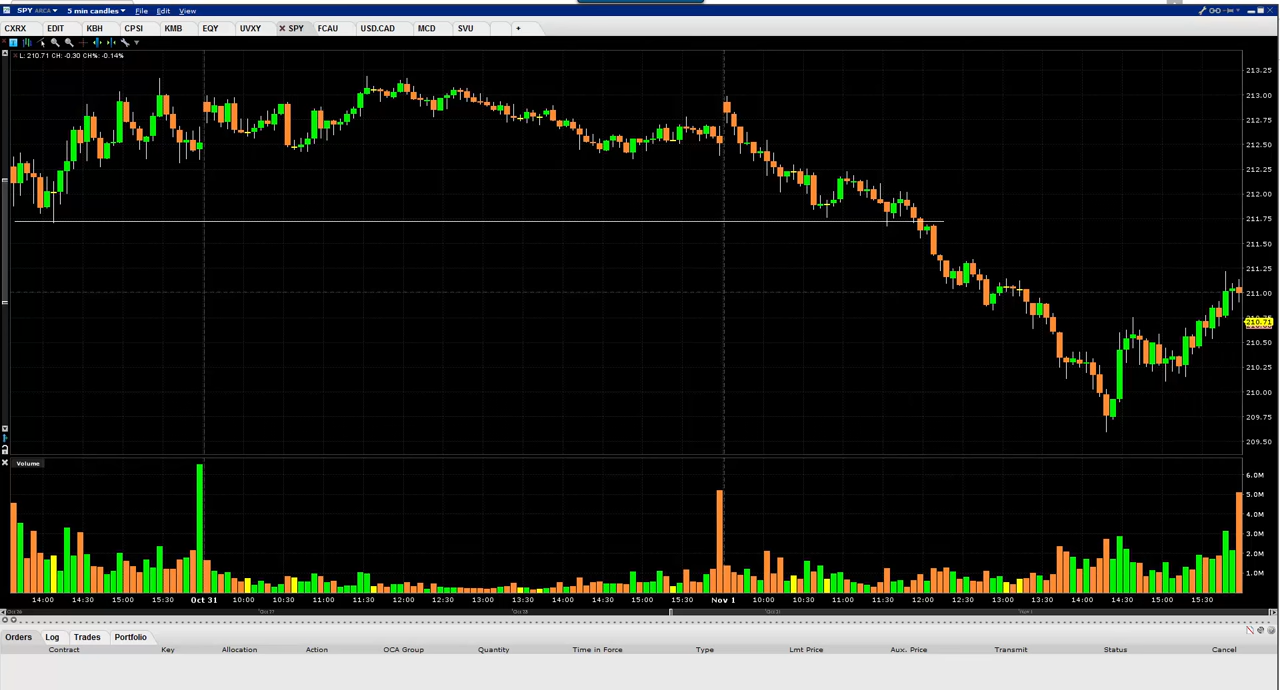 SPY ARCA 5 min candles File Edit View
CXRX EDIT KBH CPSI KMB EQY UVXY SPY FCAU USD.CAD MCD SVU +
L: 210.71 CH: -0.30 CH%: -0.14%
213.25
213.00
212.75
212.50
212.25
212.00
211.75
211.50
211.25
211.00
210.71
210.50
210.25
210.00
209.75
209.50
Volume
6.0M
5.0M
4.0M
3.0M
2.0M
1.0M
14:00 14:30 15:00 15:30 Oct 31 10:00 10:30 11:00 11:30 12:00 12:30 13:00 13:30 14:00 14:30 15:00 15:30 Nov 1 10:00 10:30 11:00 11:30 12:00 12:30 13:00 13:30 14:00 14:30 15:00 15:30
Orders Log Trades Portfolio
Contract Key Allocation Action OCA Group Quantity Time in Force Type Lmt Price Aux. Price Transmit Status Cancel